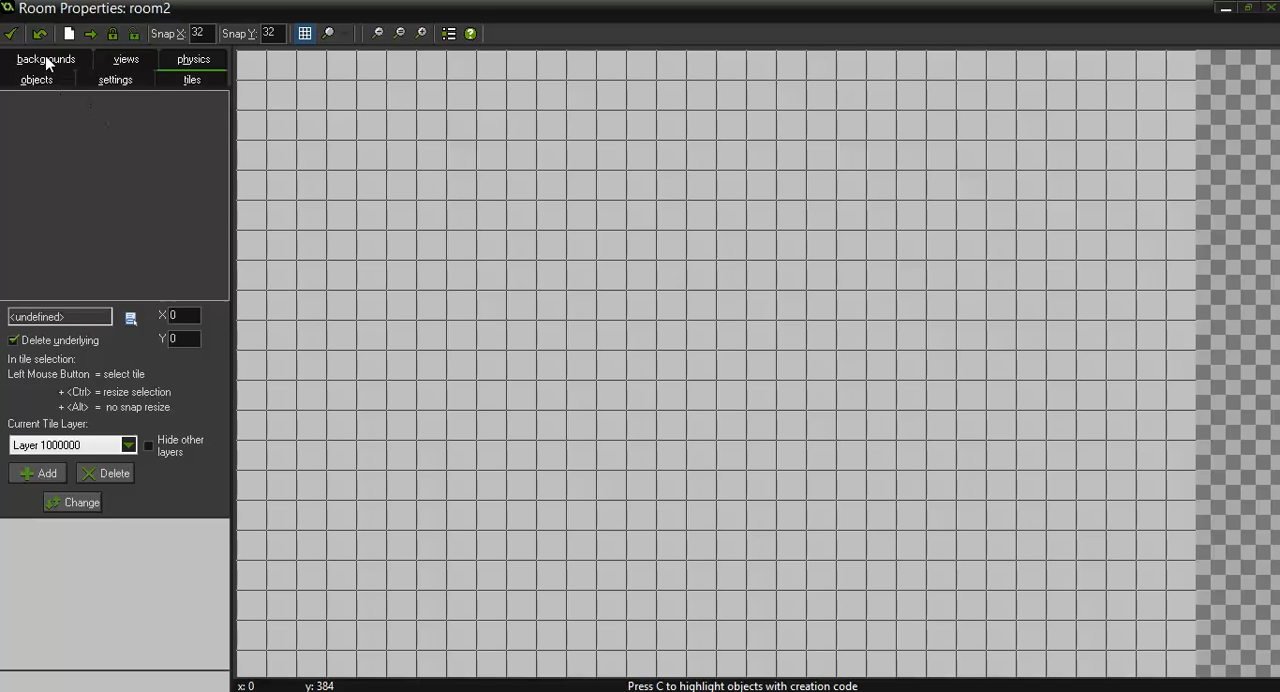 Room Properties: room2
Snap X: 32 Snap Y: 32
backgrounds views physics
objects settings tiles
<undefined> X 0
Delete underlying Y 0
In tile selection:
Left Mouse Button = select tile
+ <Ctrl> = resize selection
+ <Alt> = no snap resize
Current Tile Layer:
Layer 1000000 Hide other
layers
Add Delete
Change
x: 0 y: 384 Press C to highlight objects with creation code